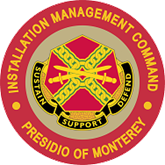 INSTALLATION MANAGEMENT COMMAND
SUSTAIN
SUPPORT
DEFEND
PRESIDIO OF MONTEREY